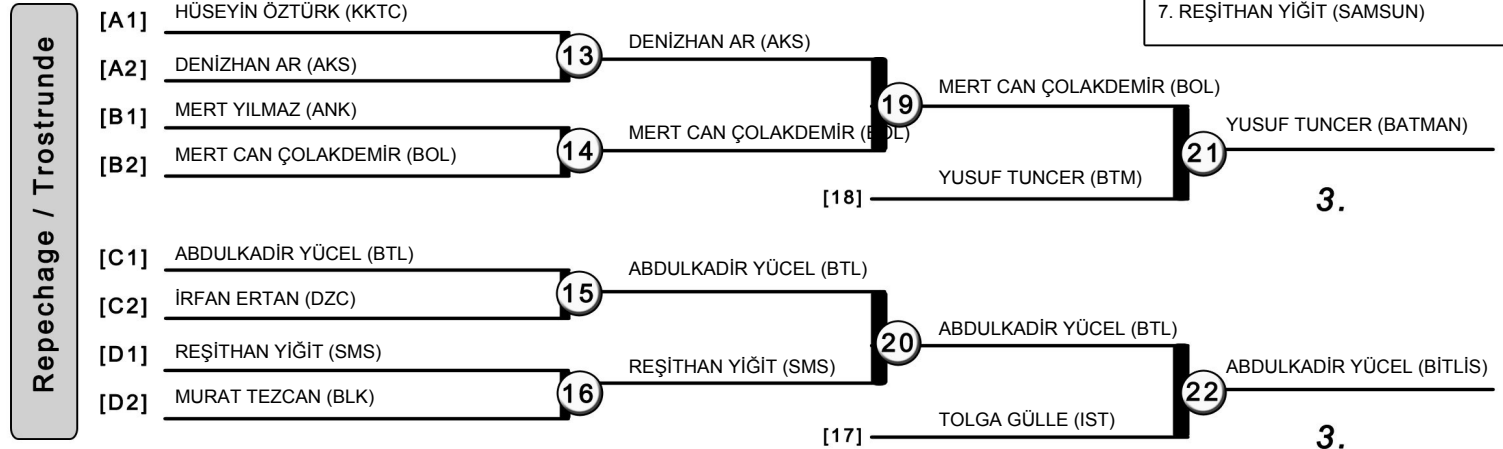 7. REŞİTHAN YİĞİT (SAMSUN)
Repechage / Trostrunde
[A1] HÜSEYİN ÖZTÜRK (KKTC)
[A2] DENİZHAN AR (AKS)
13
DENİZHAN AR (AKS)
[B1] MERT YILMAZ (ANK)
[B2] MERT CAN ÇOLAKDEMİR (BOL)
14
MERT CAN ÇOLAKDEMİR (BOL)
19
MERT CAN ÇOLAKDEMİR (BOL)
[18] YUSUF TUNCER (BTM)
21
YUSUF TUNCER (BATMAN)
3.
[C1] ABDULKADİR YÜCEL (BTL)
[C2] İRFAN ERTAN (DZC)
15
ABDULKADİR YÜCEL (BTL)
[D1] REŞİTHAN YİĞİT (SMS)
[D2] MURAT TEZCAN (BLK)
16
REŞİTHAN YİĞİT (SMS)
20
ABDULKADİR YÜCEL (BTL)
[17] TOLGA GÜLLE (IST)
22
ABDULKADİR YÜCEL (BİTLİS)
3.